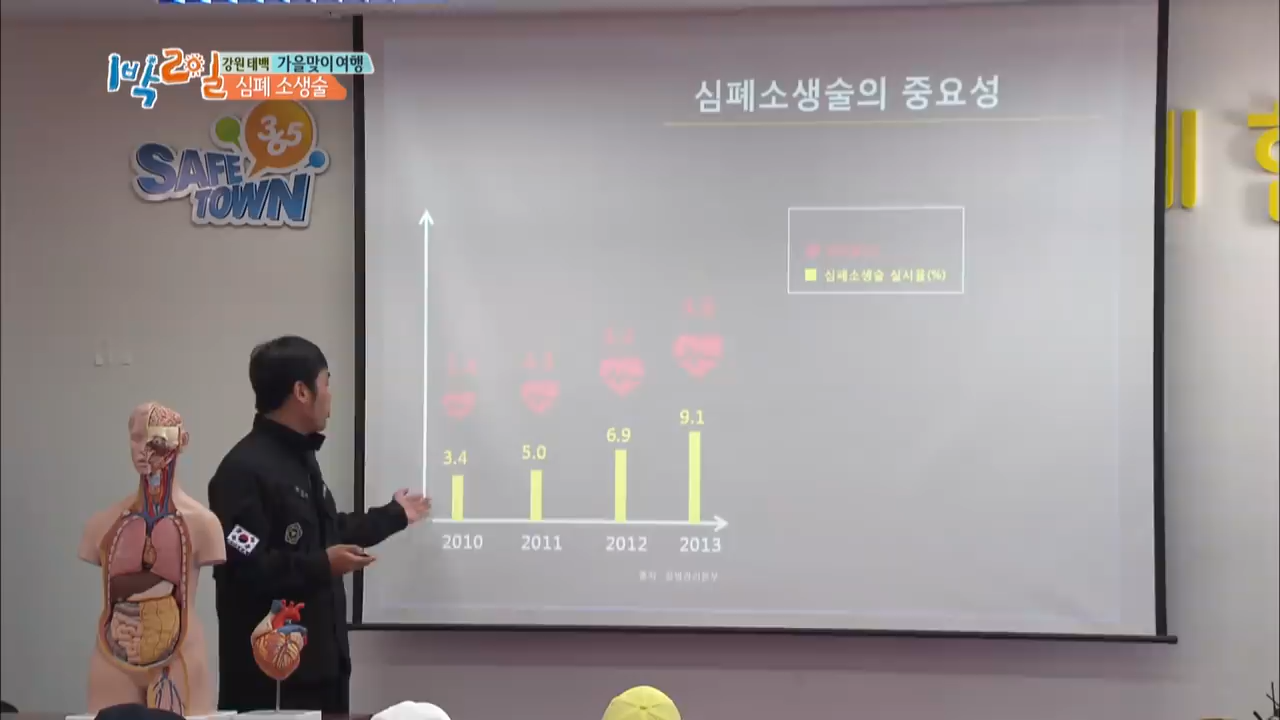 1박2일
강원 태백 가을맞이 여행
심폐 소생술
365
SAFE
TOWN
심폐소생술의 중요성
심폐소생술 실시율(%)
3.4
5.0
6.9
9.1
2010
2011
2012
2013